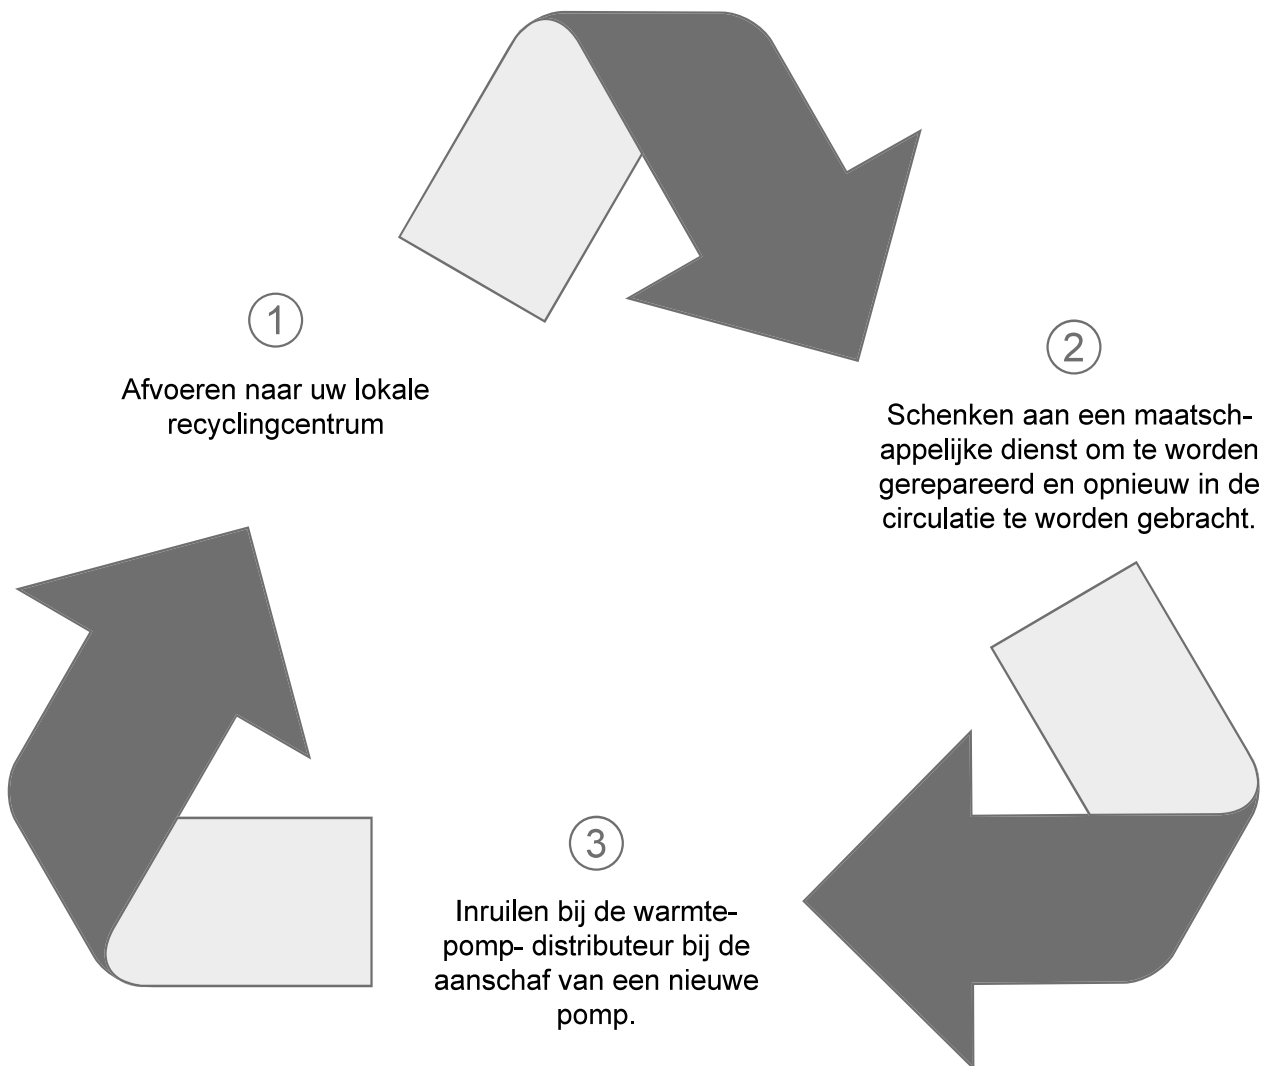 1
Afvoeren naar uw lokale
recyclingcentrum
2
Schenken aan een maatsch-
appelijke dienst om te worden
gerepareerd en opnieuw in de
circulatie te worden gebracht.
3
Inruilen bij de warmte-
pomp- distributeur bij de
aanschaf van een nieuwe
pomp.